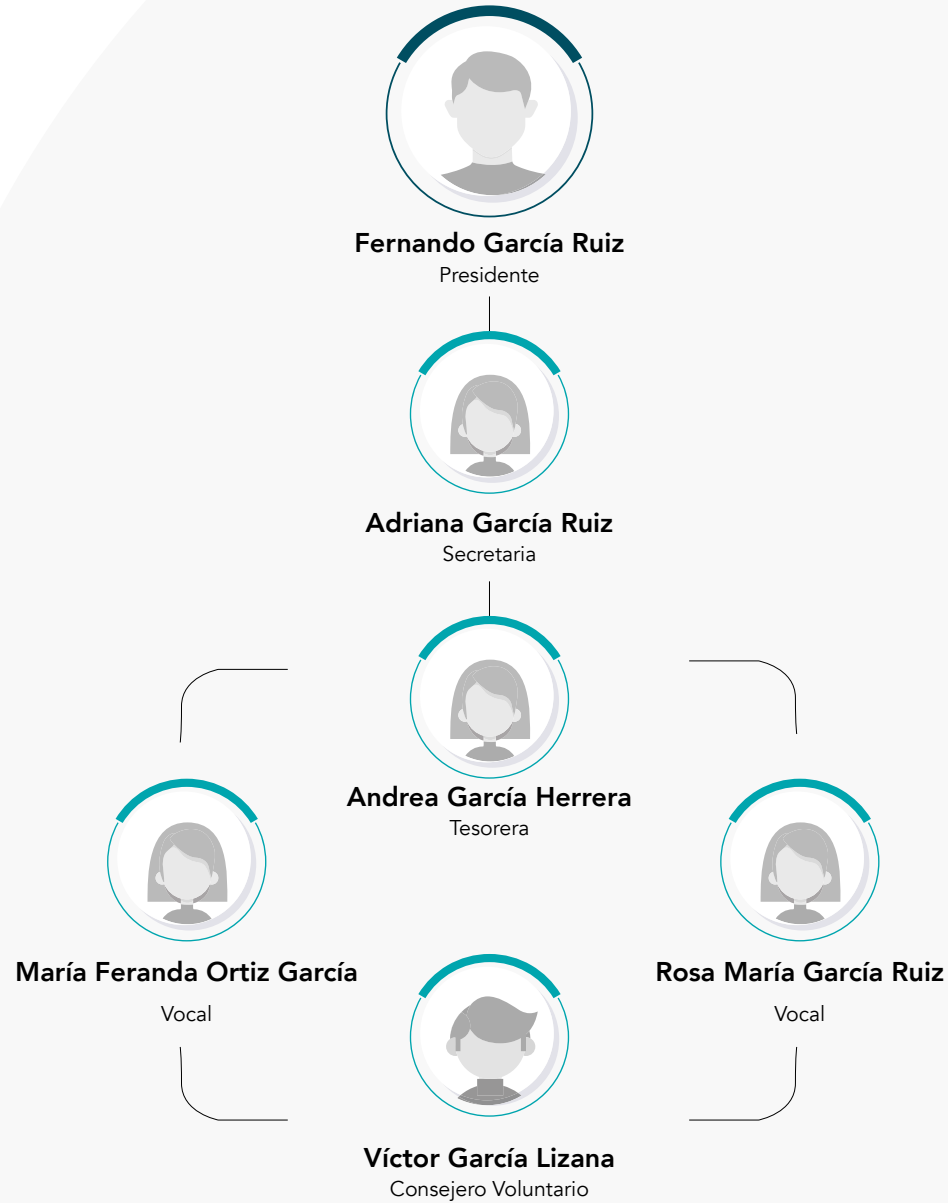 Fernando García Ruiz
Presidente
Adriana García Ruiz
Secretaria
Andrea García Herrera
Tesorera
María Feranda Ortiz García
Vocal
Rosa María García Ruiz
Vocal
Víctor García Lizana
Consejero Voluntario